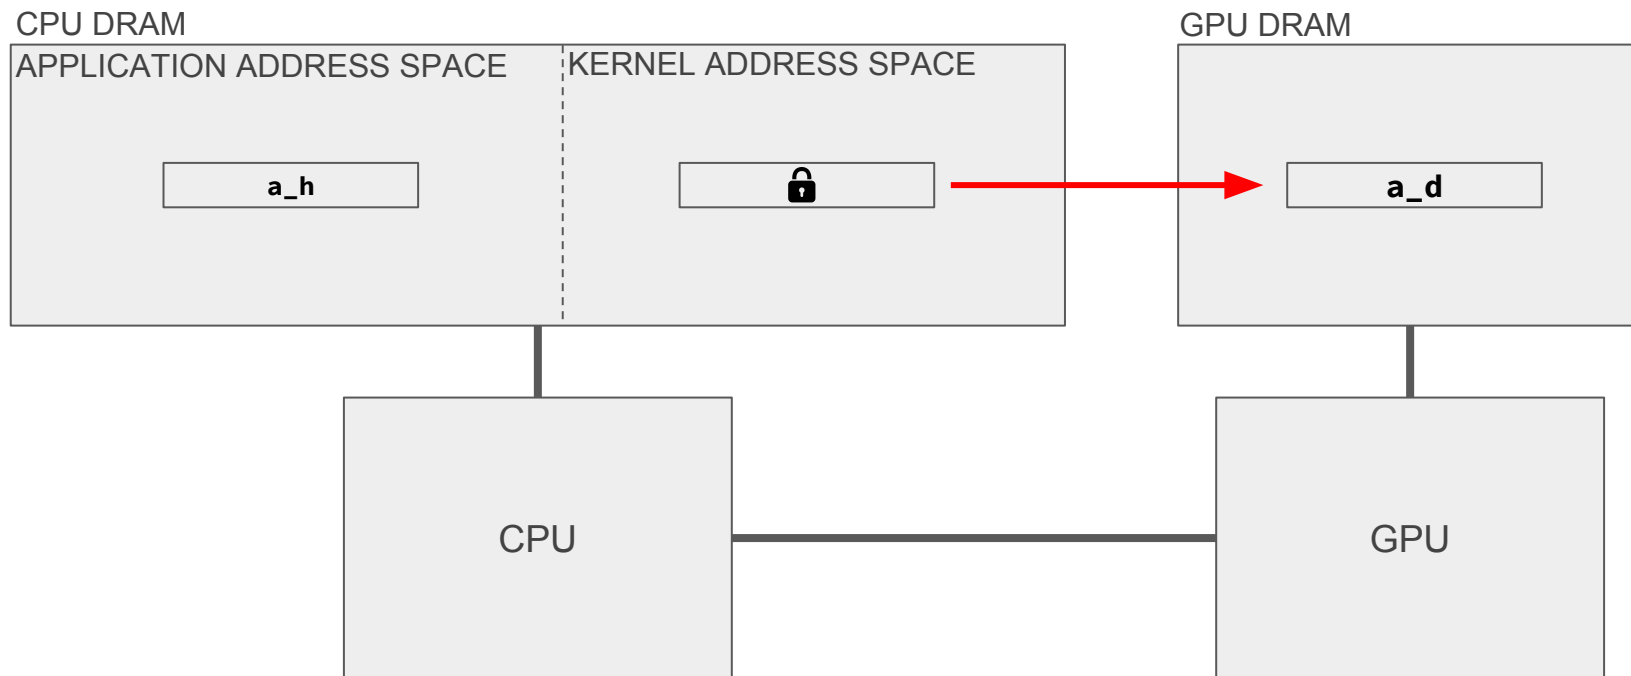 CPU DRAM
GPU DRAM
APPLICATION ADDRESS SPACE
KERNEL ADDRESS SPACE
a_h
a_d
CPU
GPU